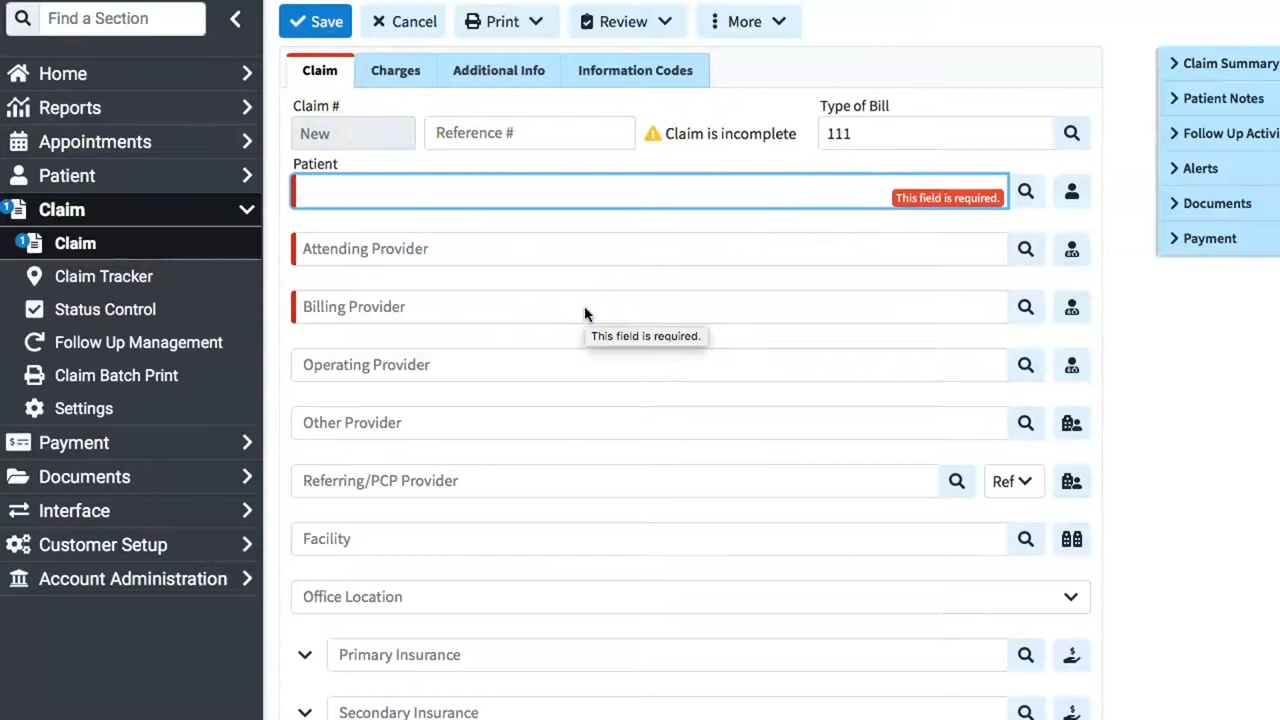 Find a Section
Home
Reports
Appointments
Patient
1 Claim
1 Claim
Claim Tracker
Status Control
Follow Up Management
Claim Batch Print
Settings
Payment
Documents
Interface
Customer Setup
Account Administration
Save Cancel Print Review More
Claim Charges Additional Info Information Codes
Claim # Type of Bill
New Reference # Claim is incomplete 111
Patient
This field is required.
Attending Provider
Billing Provider
This field is required.
Operating Provider
Other Provider
Referring/PCP Provider Ref
Facility
Office Location
Primary Insurance
Secondary Insurance
Claim Summary
Patient Notes
Follow Up Activi
Alerts
Documents
Payment